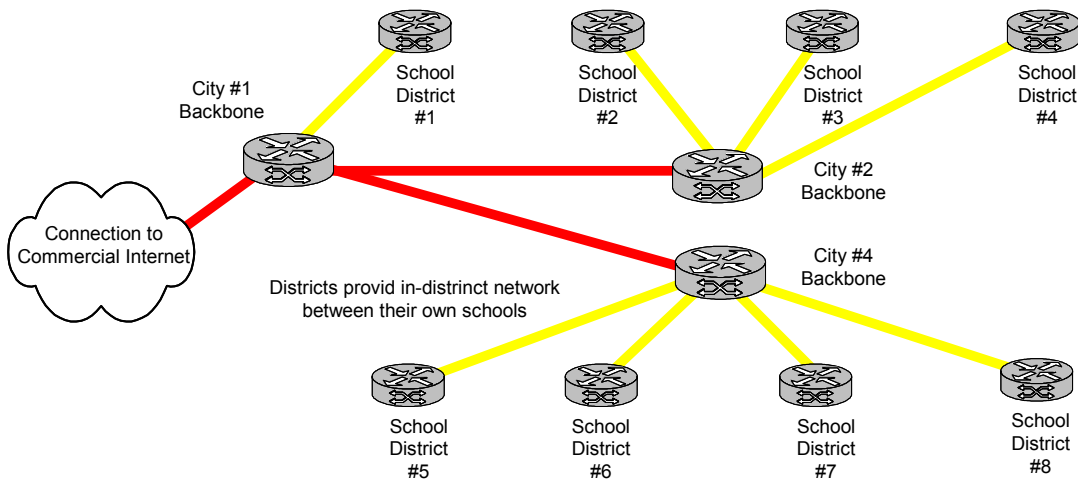 School
District
#1
School
District
#2
School
District
#3
School
District
#4
City #1
Backbone
City #2
Backbone
Connection to
Commercial Internet
City #4
Backbone
Districts provid in-distrinct network
between their own schools
School
District
#5
School
District
#6
School
District
#7
School
District
#8